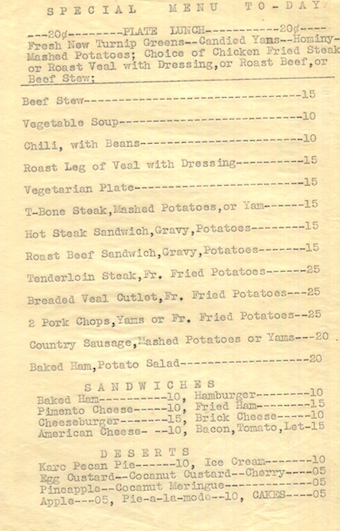 SPECIAL MENU TO-DAY
---20¢--------PLATE LUNCH-----------20¢----
Fresh New Turnip Greens--Candied Yams--Hominy-
Mashed Potatoes; Choice of Chicken Fried Steak
or Roast Veal with Dressing,or Roast Beef,or
Beef Stew;
Beef Stew---------------------------------15
Vegetable Soup----------------------------10
Chili, with Beans-------------------------10
Roast Leg of Veal with Dressing-----------15
Vegetarian Plate--------------------------15
T-Bone Steak,Mashed Potatoes,or Yam------15
Hot Steak Sandwich,Gravy,Potatoes--------15
Roast Beef Sandwich,Gravy,Potatoes-------15
Tenderloin Steak,Fr. Fried Potatoes------25
Breaded Veal Cutlet,Fr. Fried Potatoes---25
2 Pork Chops,Yams or Fr. Fried Potatoes--25
Country Sausage,Mashed Potatoes or Yams---20
Baked Ham,Potato Salad-------------------20
SANDWICHES
Baked Ham----------10, Hamburger--------10
Pimento Cheese-----10, Fried Ham--------15
Cheeseburger-------15, Brick Cheese-----10
American Cheese- --10, Bacon,Tomato,Let-15
DESERTS
Karo Pecan Pie------10, Ice Cream-------10
Egg Custard--Coconut Custard--Cherry----05
Pineapple--Coconut Meringue-------------05
Apple---05, Pie-a-la-mode--10, CAKES----05